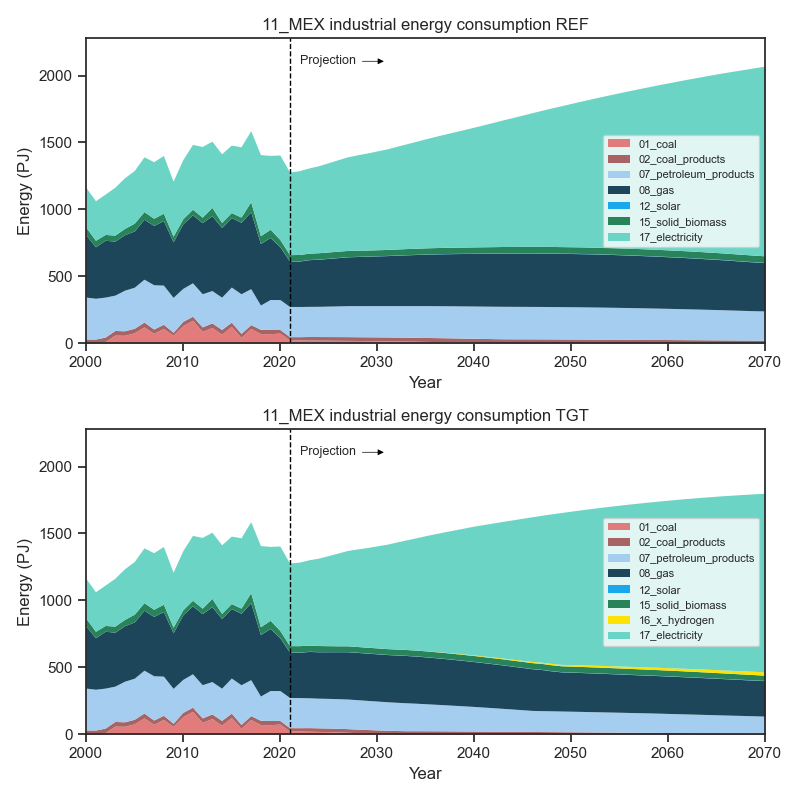 11_MEX industrial energy consumption REF
Energy (PJ)
2000
1500
1000
500
0
Projection
01_coal
02_coal_products
07_petroleum_products
08_gas
12_solar
15_solid_biomass
17_electricity
2000 2010 2020 2030 2040 2050 2060 2070
Year
11_MEX industrial energy consumption TGT
Energy (PJ)
2000
1500
1000
500
0
Projection
01_coal
02_coal_products
07_petroleum_products
08_gas
12_solar
15_solid_biomass
16_x_hydrogen
17_electricity
2000 2010 2020 2030 2040 2050 2060 2070
Year